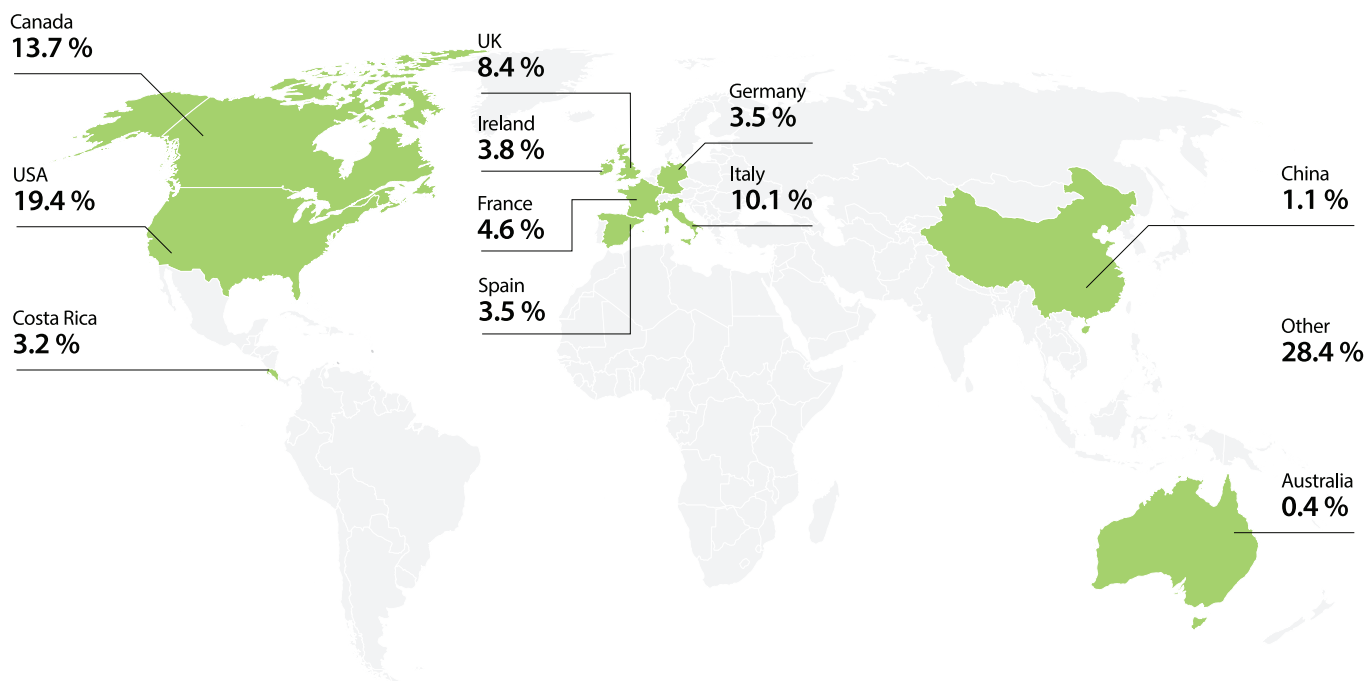 Canada
13.7 %
USA
19.4 %
Costa Rica
3.2 %
UK
8.4 %
Ireland
3.8 %
France
4.6 %
Spain
3.5 %
Germany
3.5 %
Italy
10.1 %
China
1.1 %
Other
28.4 %
Australia
0.4 %